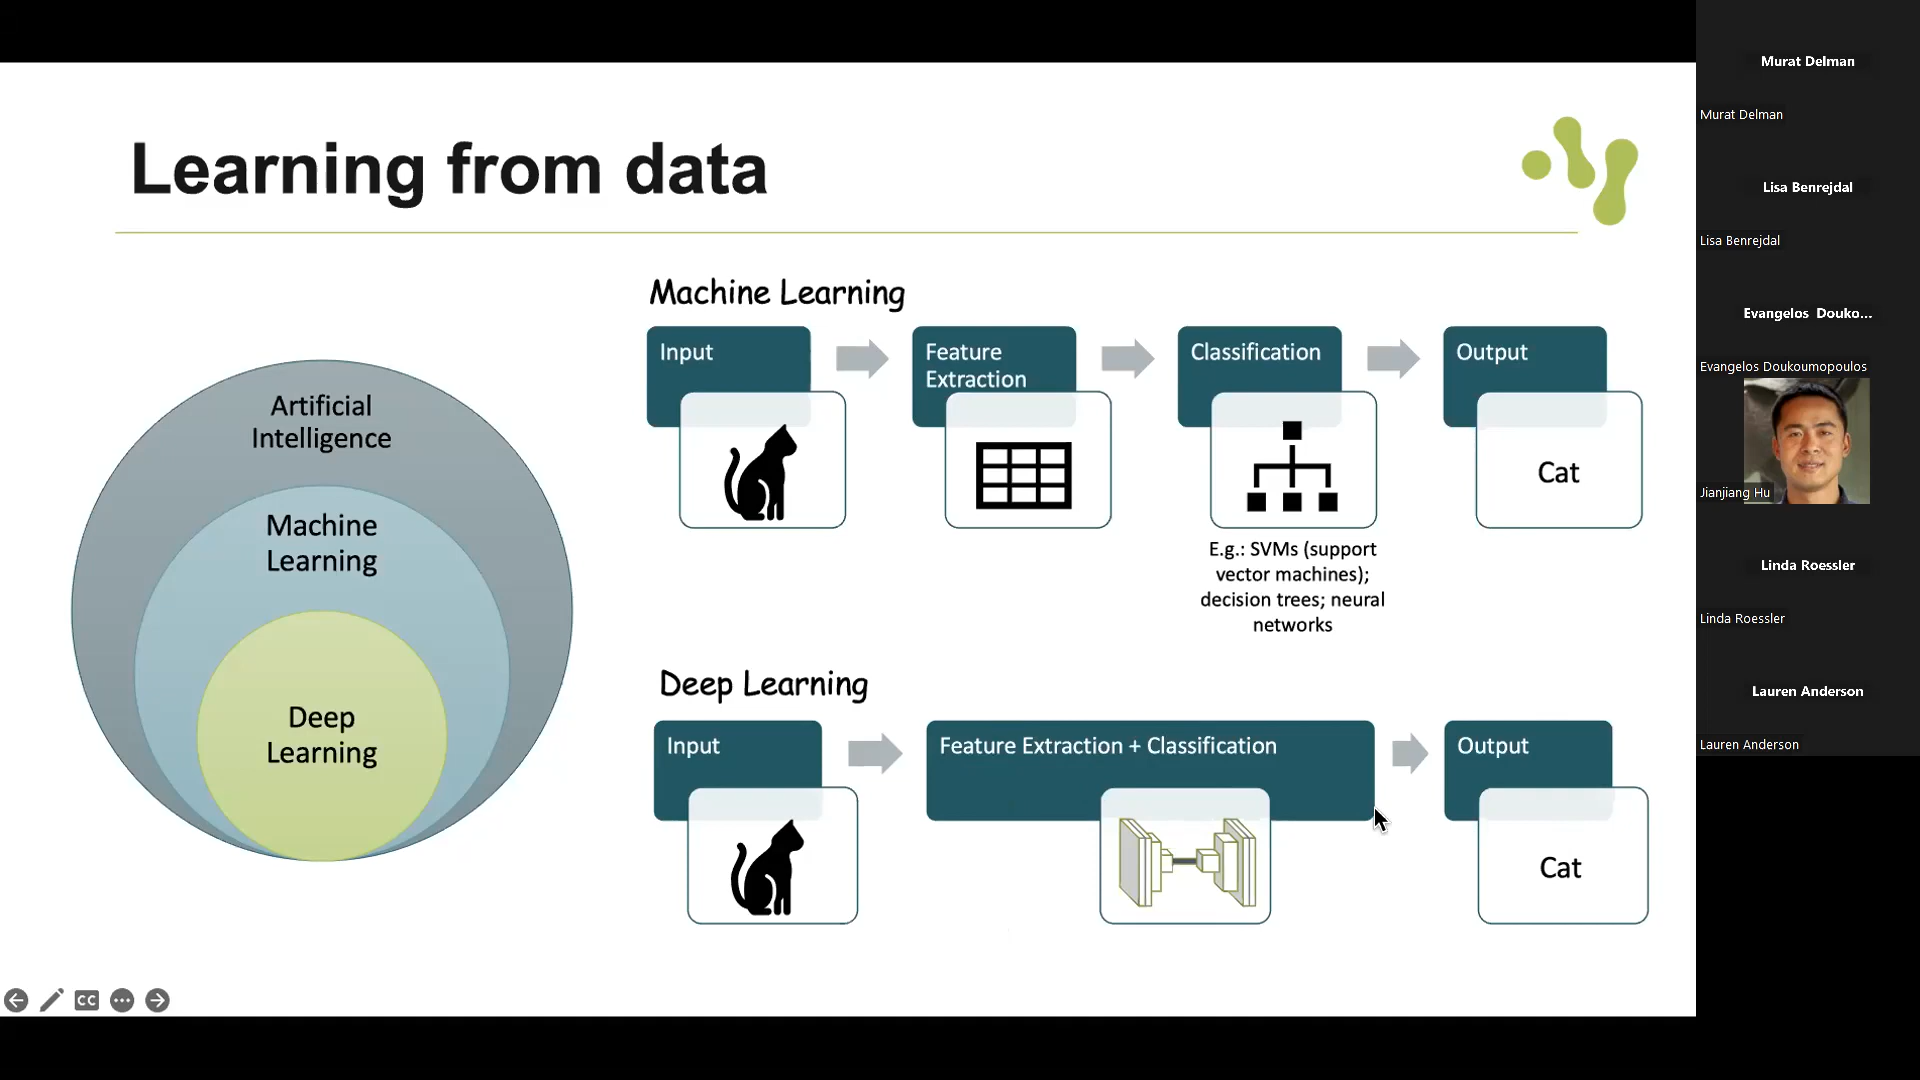 Learning from data
Artificial
Intelligence
Machine
Learning
Deep
Learning
Machine Learning
Input
Feature
Extraction
Classification
Output
Cat
E.g.: SVMs (support
vector machines);
decision trees; neural
networks
Deep Learning
Input
Feature Extraction + Classification
Output
Cat
CC
Murat Delman
Murat Delman
Lisa Benrejdal
Lisa Benrejdal
Evangelos Douko...
Evangelos Doukoumopoulos
Jianjiang Hu
Linda Roessler
Linda Roessler
Lauren Anderson
Lauren Anderson